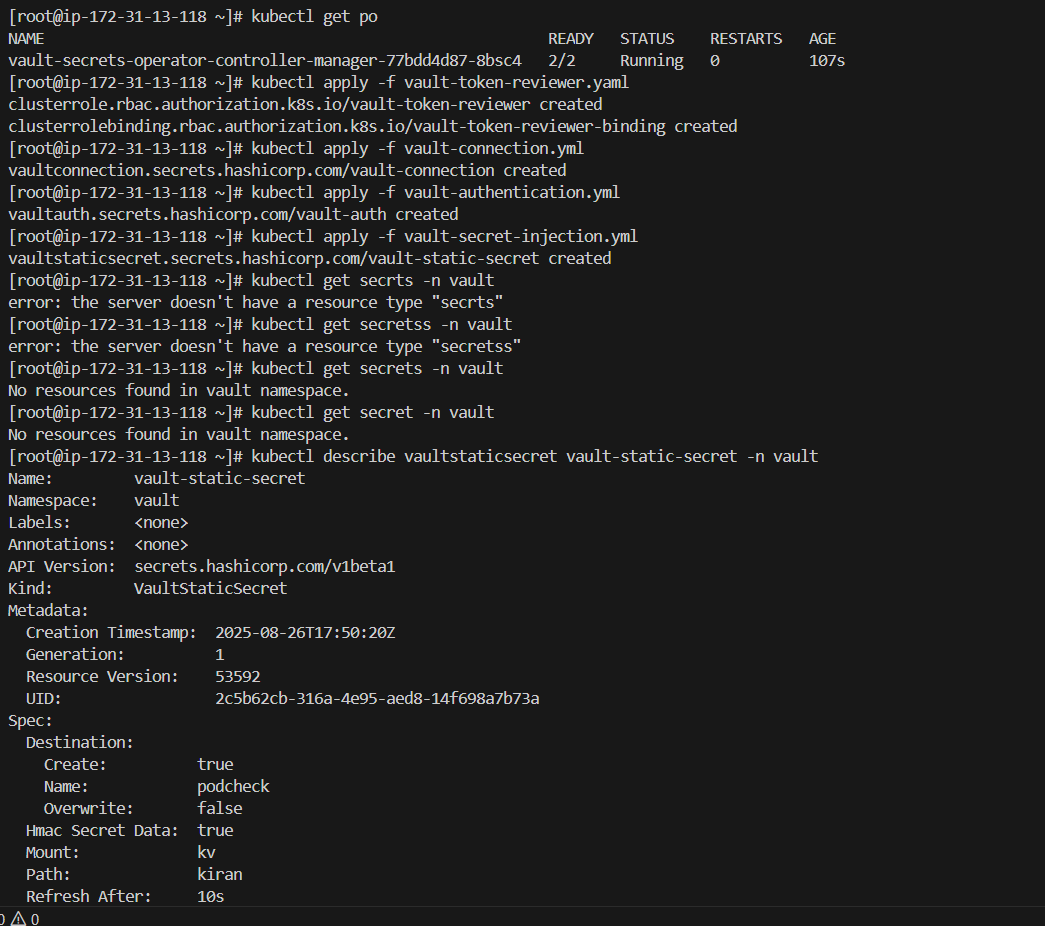 [root@ip-172-31-13-118 ~]# kubectl get po
NAME                                                         READY   STATUS    RESTARTS   AGE
vault-secrets-operator-controller-manager-77bdd4d87-8bsc4   2/2     Running   0          107s
[root@ip-172-31-13-118 ~]# kubectl apply -f vault-token-reviewer.yaml
clusterrole.rbac.authorization.k8s.io/vault-token-reviewer created
clusterrolebinding.rbac.authorization.k8s.io/vault-token-reviewer-binding created
[root@ip-172-31-13-118 ~]# kubectl apply -f vault-connection.yml
vaultconnection.secrets.hashicorp.com/vault-connection created
[root@ip-172-31-13-118 ~]# kubectl apply -f vault-authentication.yml
vaultauth.secrets.hashicorp.com/vault-auth created
[root@ip-172-31-13-118 ~]# kubectl apply -f vault-secret-injection.yml
vaultstaticsecret.secrets.hashicorp.com/vault-static-secret created
[root@ip-172-31-13-118 ~]# kubectl get secrts -n vault
error: the server doesn't have a resource type "secrts"
[root@ip-172-31-13-118 ~]# kubectl get secretss -n vault
error: the server doesn't have a resource type "secretss"
[root@ip-172-31-13-118 ~]# kubectl get secrets -n vault
No resources found in vault namespace.
[root@ip-172-31-13-118 ~]# kubectl get secret -n vault
No resources found in vault namespace.
[root@ip-172-31-13-118 ~]# kubectl describe vaultstaticsecret vault-static-secret -n vault
Name:         vault-static-secret
Namespace:    vault
Labels:       <none>
Annotations:  <none>
API Version:  secrets.hashicorp.com/v1beta1
Kind:         VaultStaticSecret
Metadata:
  Creation Timestamp:  2025-08-26T17:50:20Z
  Generation:          1
  Resource Version:    53592
  UID:                 2c5b62cb-316a-4e95-aed8-14f698a7b73a
Spec:
  Destination:
    Create:          true
    Name:            podcheck
    Overwrite:       false
  Hmac Secret Data:  true
  Mount:             kv
  Path:              kiran
  Refresh After:     10s
0 ⚠ 0